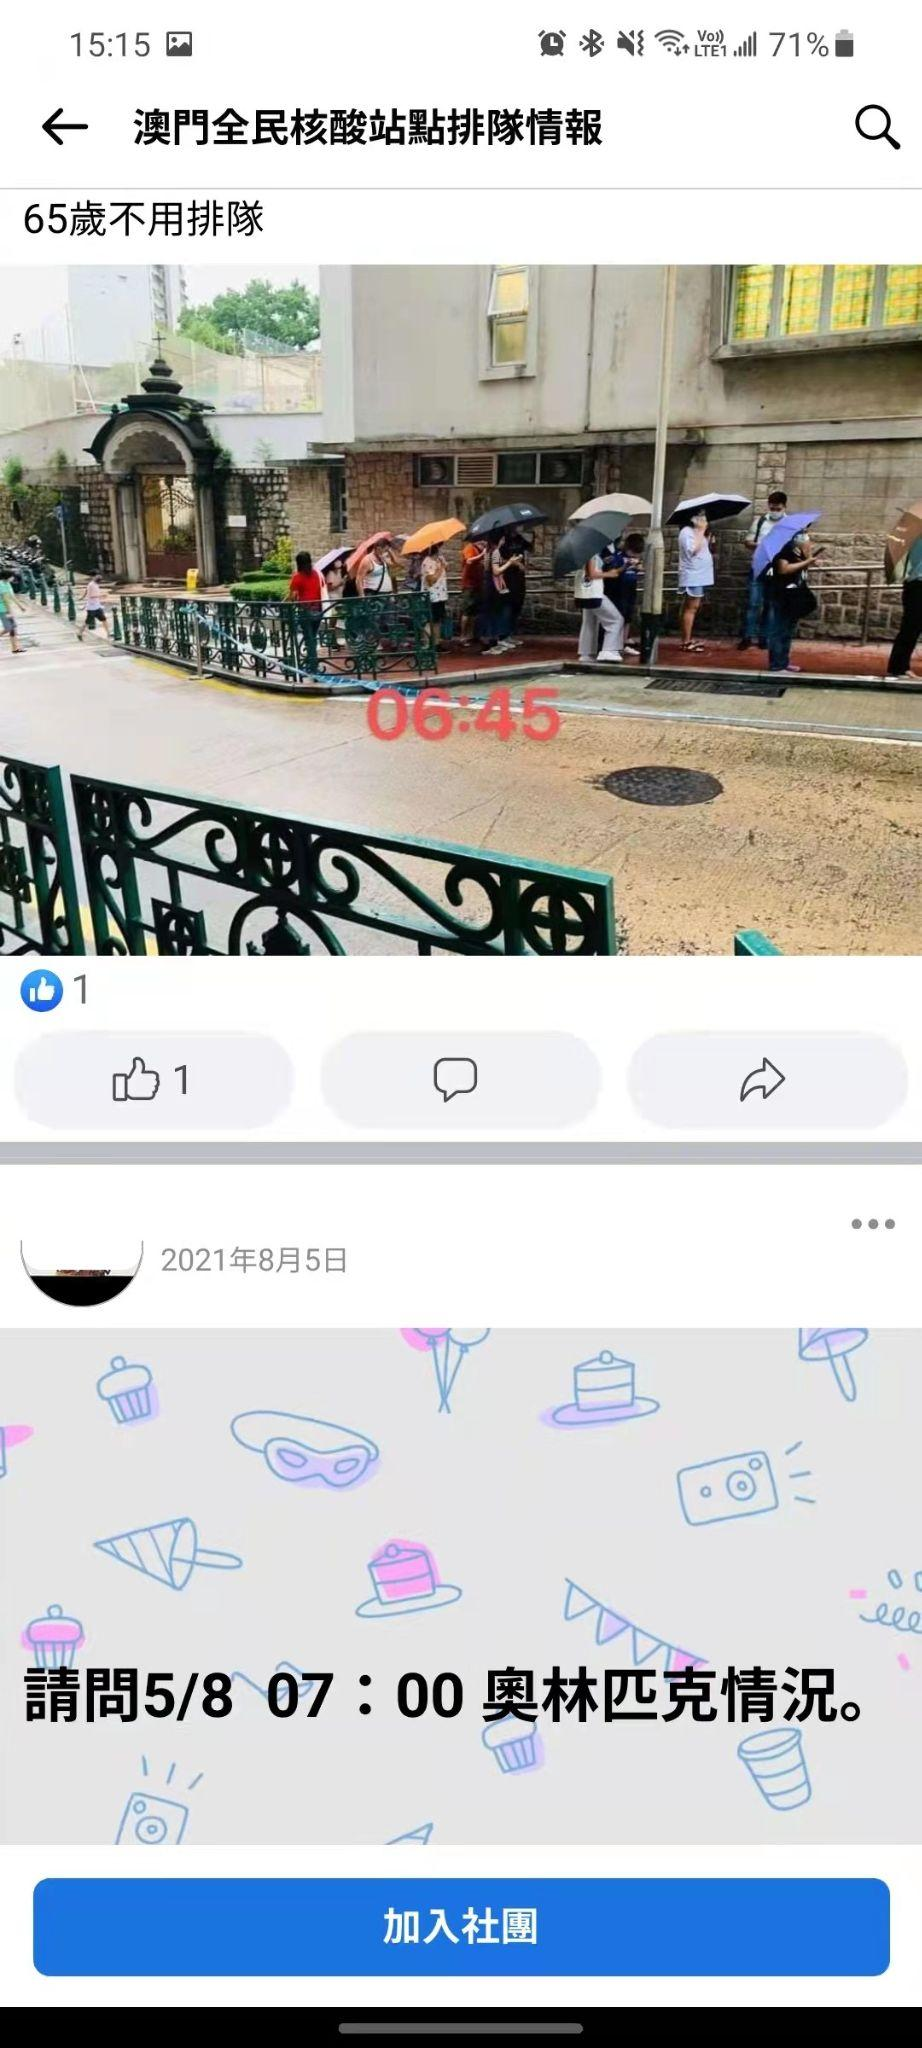 15:15 Vo)) LTE1 71%
澳門全民核酸站點排隊情報
65歲不用排隊
06:45
1
1
2021年8月5日
請問5/8 07：00 奧林匹克情況。
加入社團